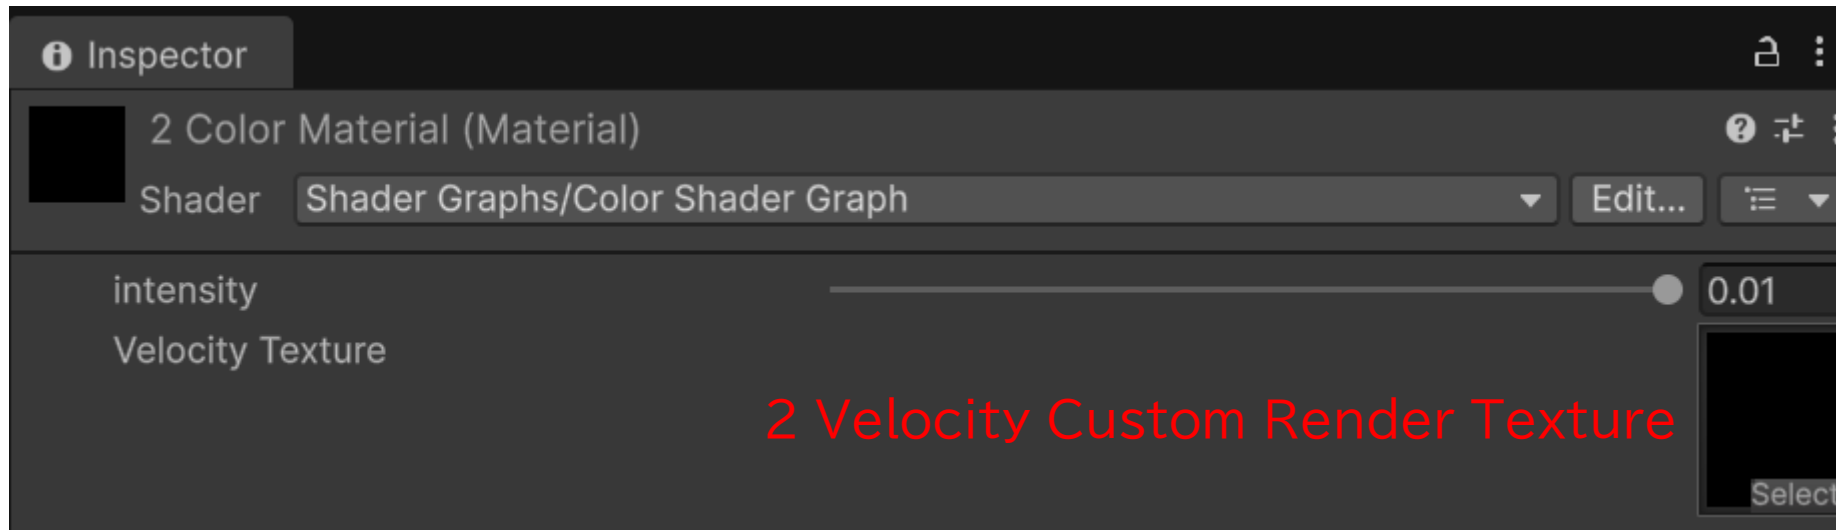 Inspector
2 Color Material (Material)
Shader Shader Graphs/Color Shader Graph Edit...
intensity 0.01
Velocity Texture
2 Velocity Custom Render Texture
Select